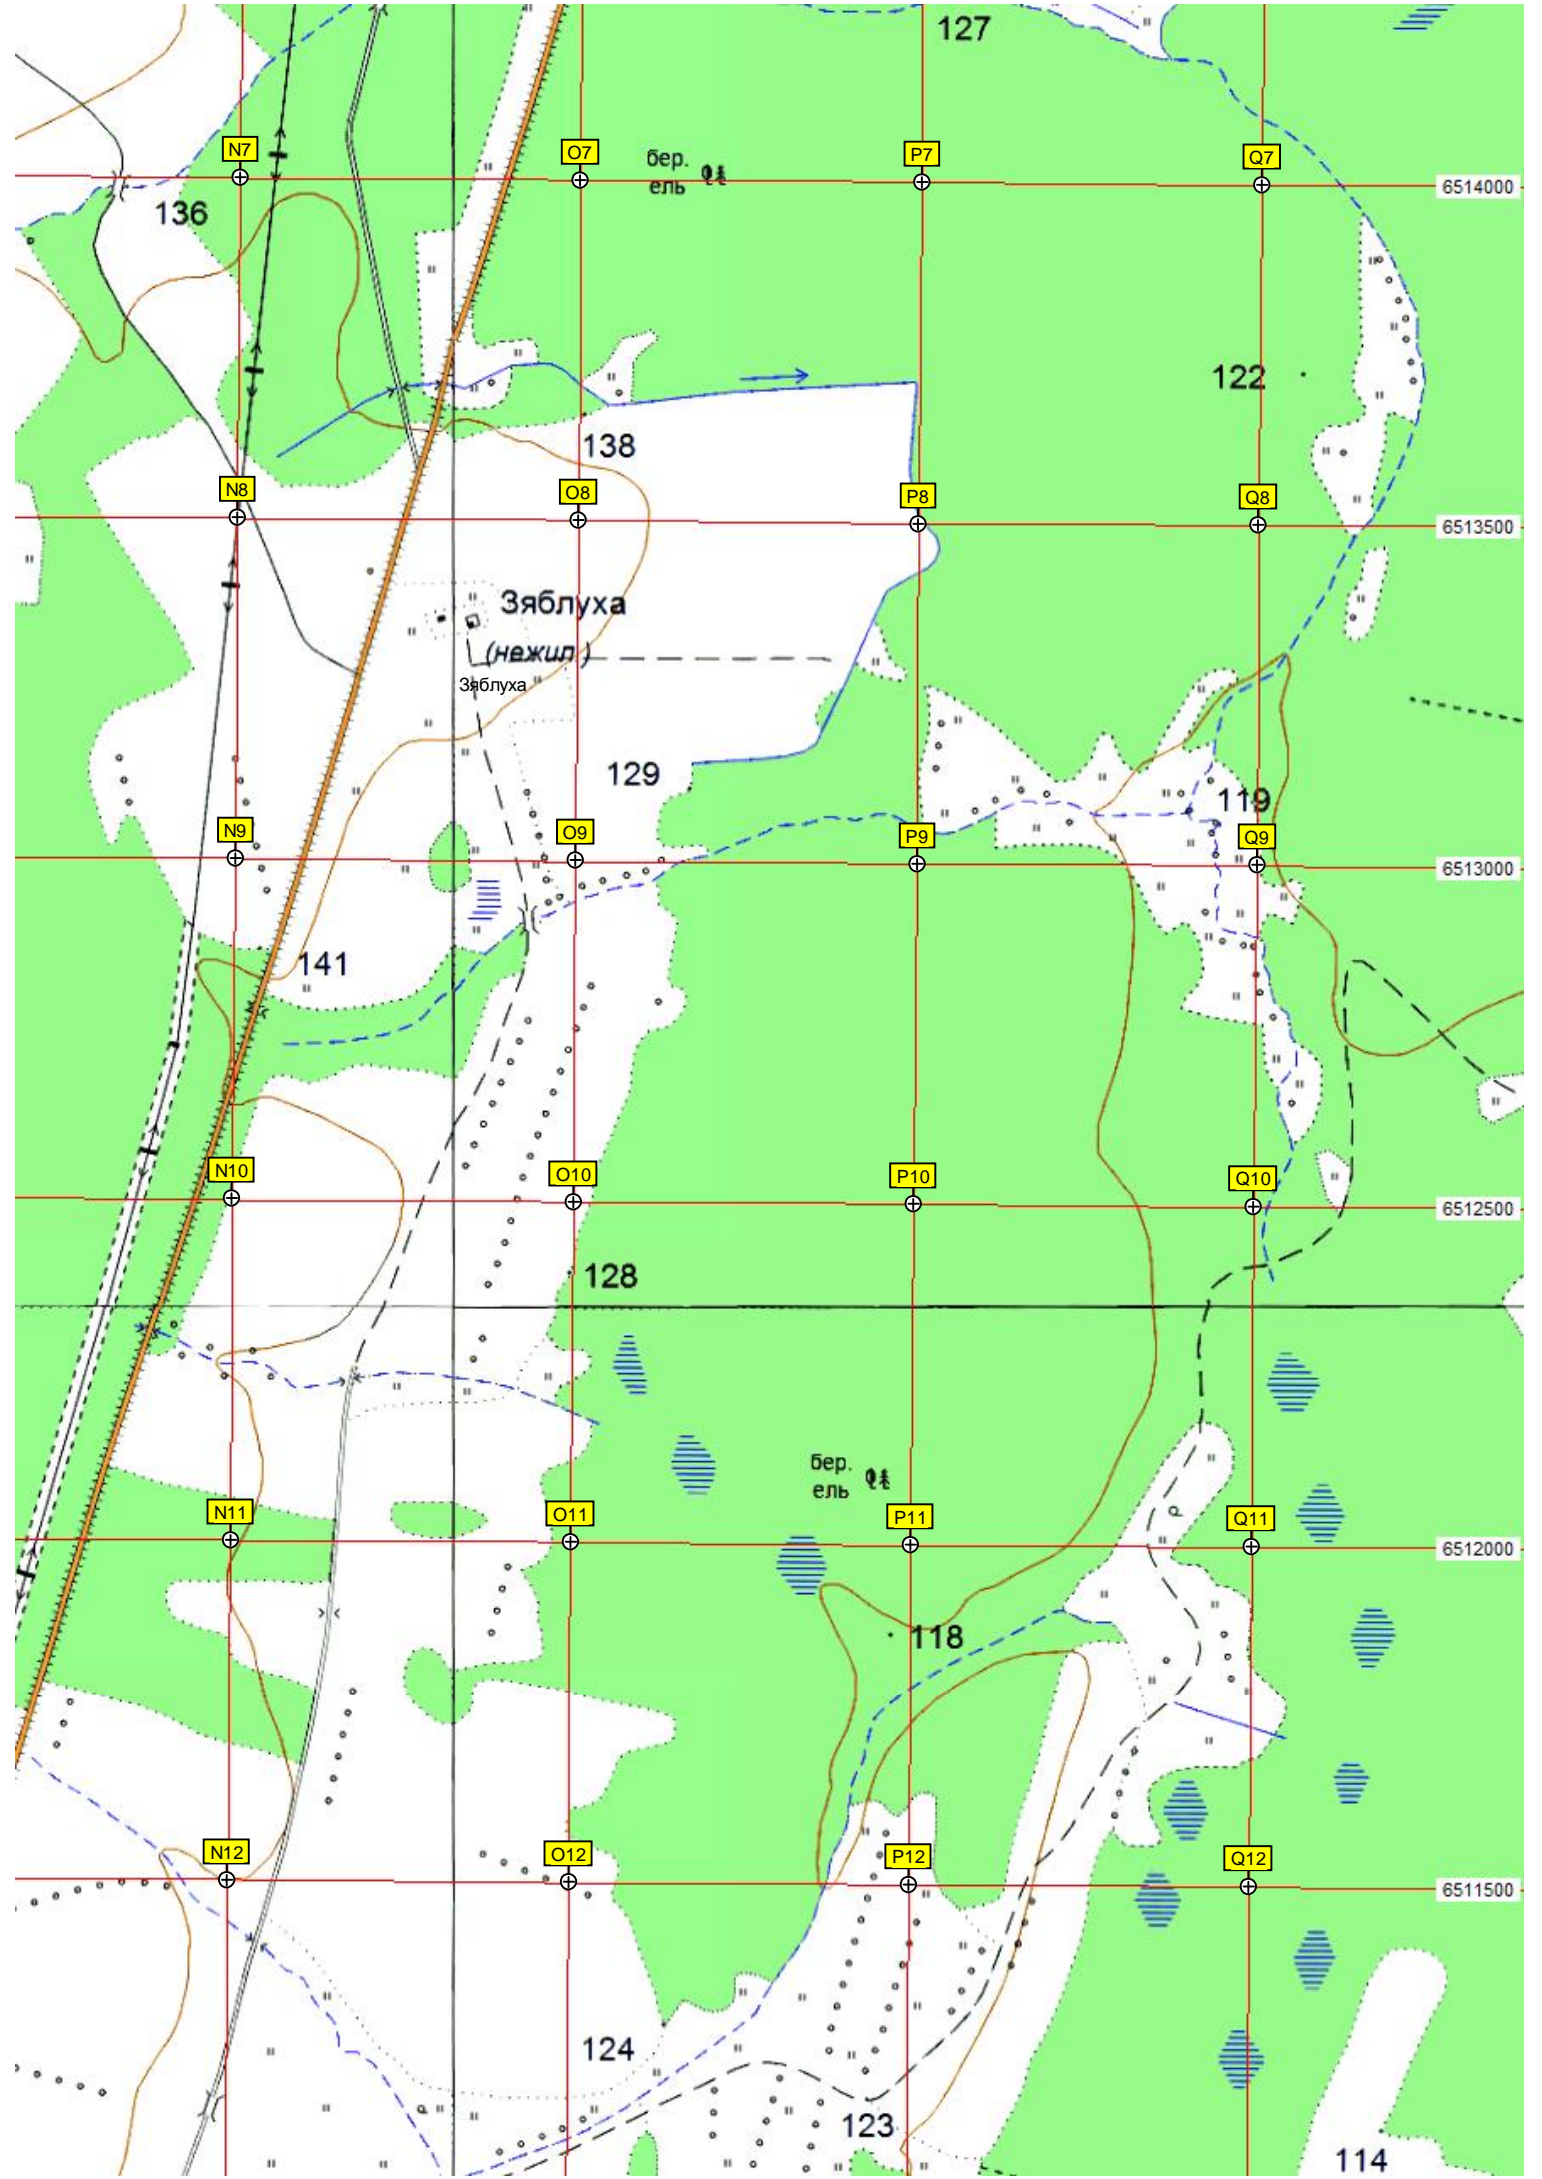 127
N7
O7
P7
Q7
бер.
ель
6514000
136
122
138
N8
O8
P8
Q8
6513500
Зяблуха
(нежил.)
Зяблуха
129
119
N9
O9
P9
Q9
6513000
141
N10
O10
P10
Q10
6512500
128
бер.
ель
N11
O11
P11
Q11
6512000
118
N12
O12
P12
Q12
6511500
124
123
114